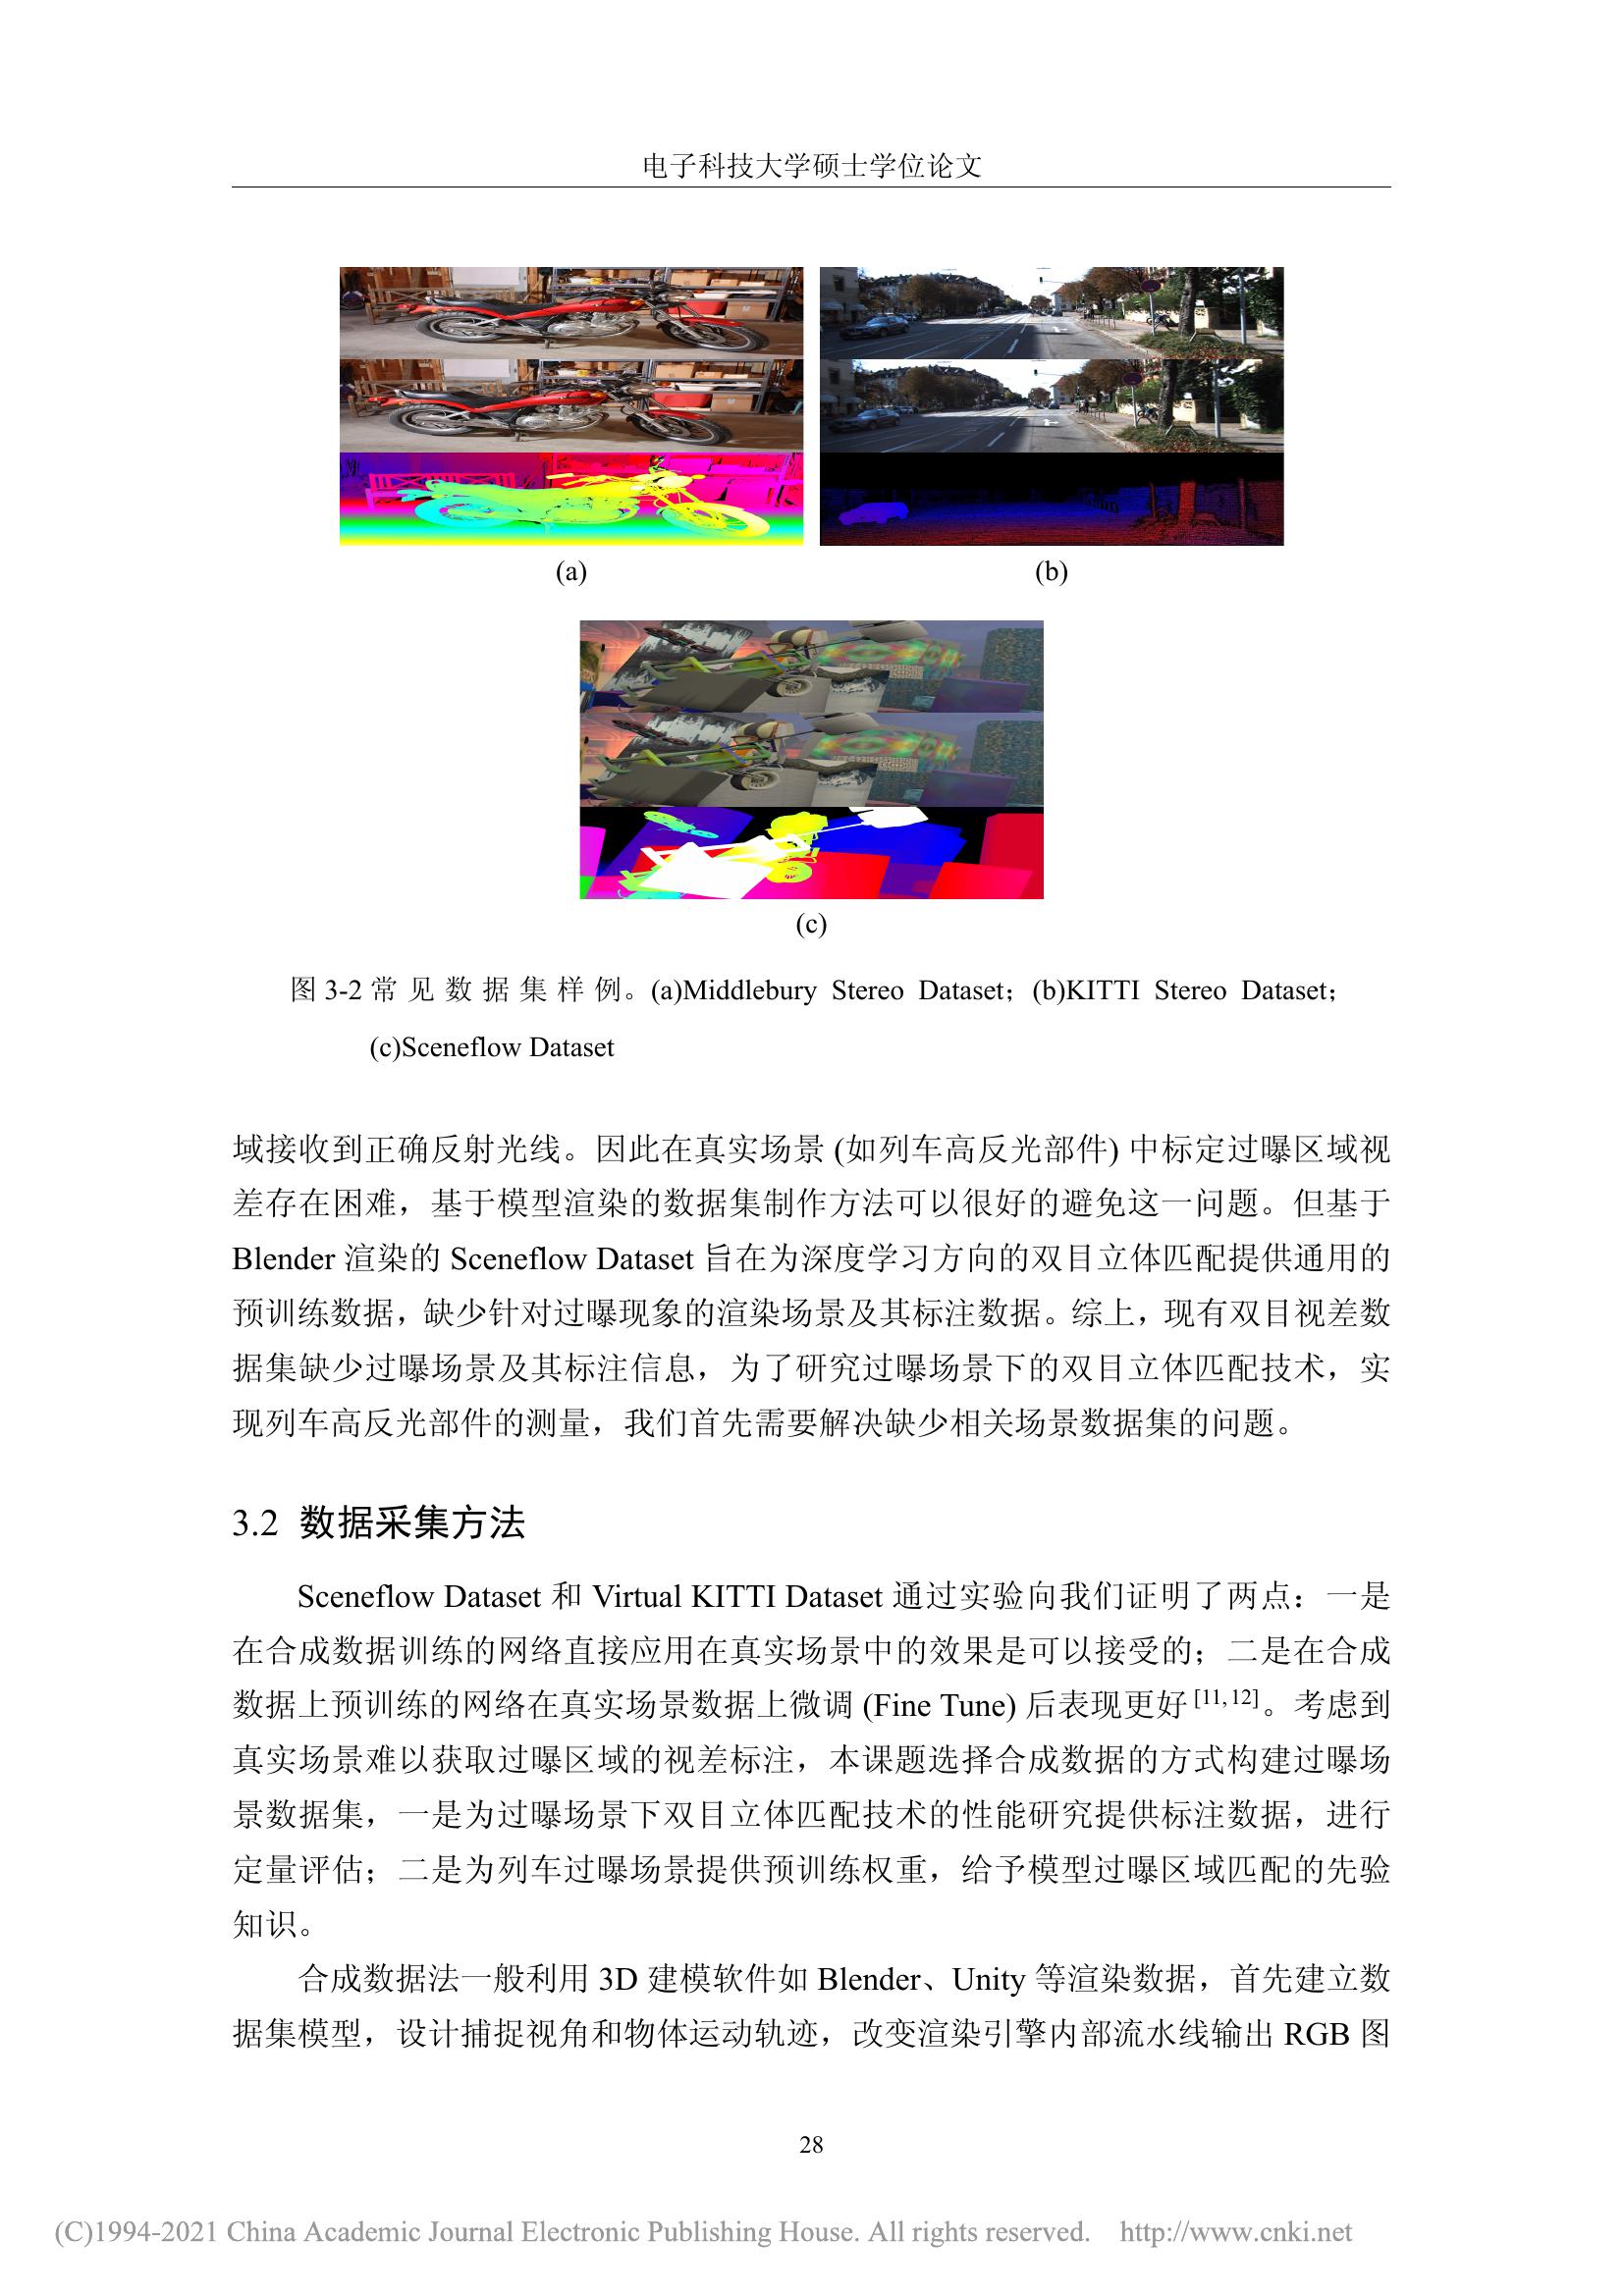 电子科技大学硕士学位论文
(a)
(b)
(c)
图 3-2 常 见 数 据 集 样 例。(a)Middlebury Stereo Dataset；(b)KITTI Stereo Dataset；
(c)Sceneflow Dataset
域接收到正确反射光线。因此在真实场景 (如列车高反光部件) 中标定过曝区域视
差存在困难，基于模型渲染的数据集制作方法可以很好的避免这一问题。但基于
Blender 渲染的 Sceneflow Dataset 旨在为深度学习方向的双目立体匹配提供通用的
预训练数据，缺少针对过曝现象的渲染场景及其标注数据。综上，现有双目视差数
据集缺少过曝场景及其标注信息，为了研究过曝场景下的双目立体匹配技术，实
现列车高反光部件的测量，我们首先需要解决缺少相关场景数据集的问题。
3.2 数据采集方法
Sceneflow Dataset 和 Virtual KITTI Dataset 通过实验向我们证明了两点：一是
在合成数据训练的网络直接应用在真实场景中的效果是可以接受的；二是在合成
数据上预训练的网络在真实场景数据上微调 (Fine Tune) 后表现更好 [11, 12]。考虑到
真实场景难以获取过曝区域的视差标注，本课题选择合成数据的方式构建过曝场
景数据集，一是为过曝场景下双目立体匹配技术的性能研究提供标注数据，进行
定量评估；二是为列车过曝场景提供预训练权重，给予模型过曝区域匹配的先验
知识。
合成数据法一般利用 3D 建模软件如 Blender、Unity 等渲染数据，首先建立数
据集模型，设计捕捉视角和物体运动轨迹，改变渲染引擎内部流水线输出 RGB 图
28
(C)1994-2021 China Academic Journal Electronic Publishing House. All rights reserved. http://www.cnki.net